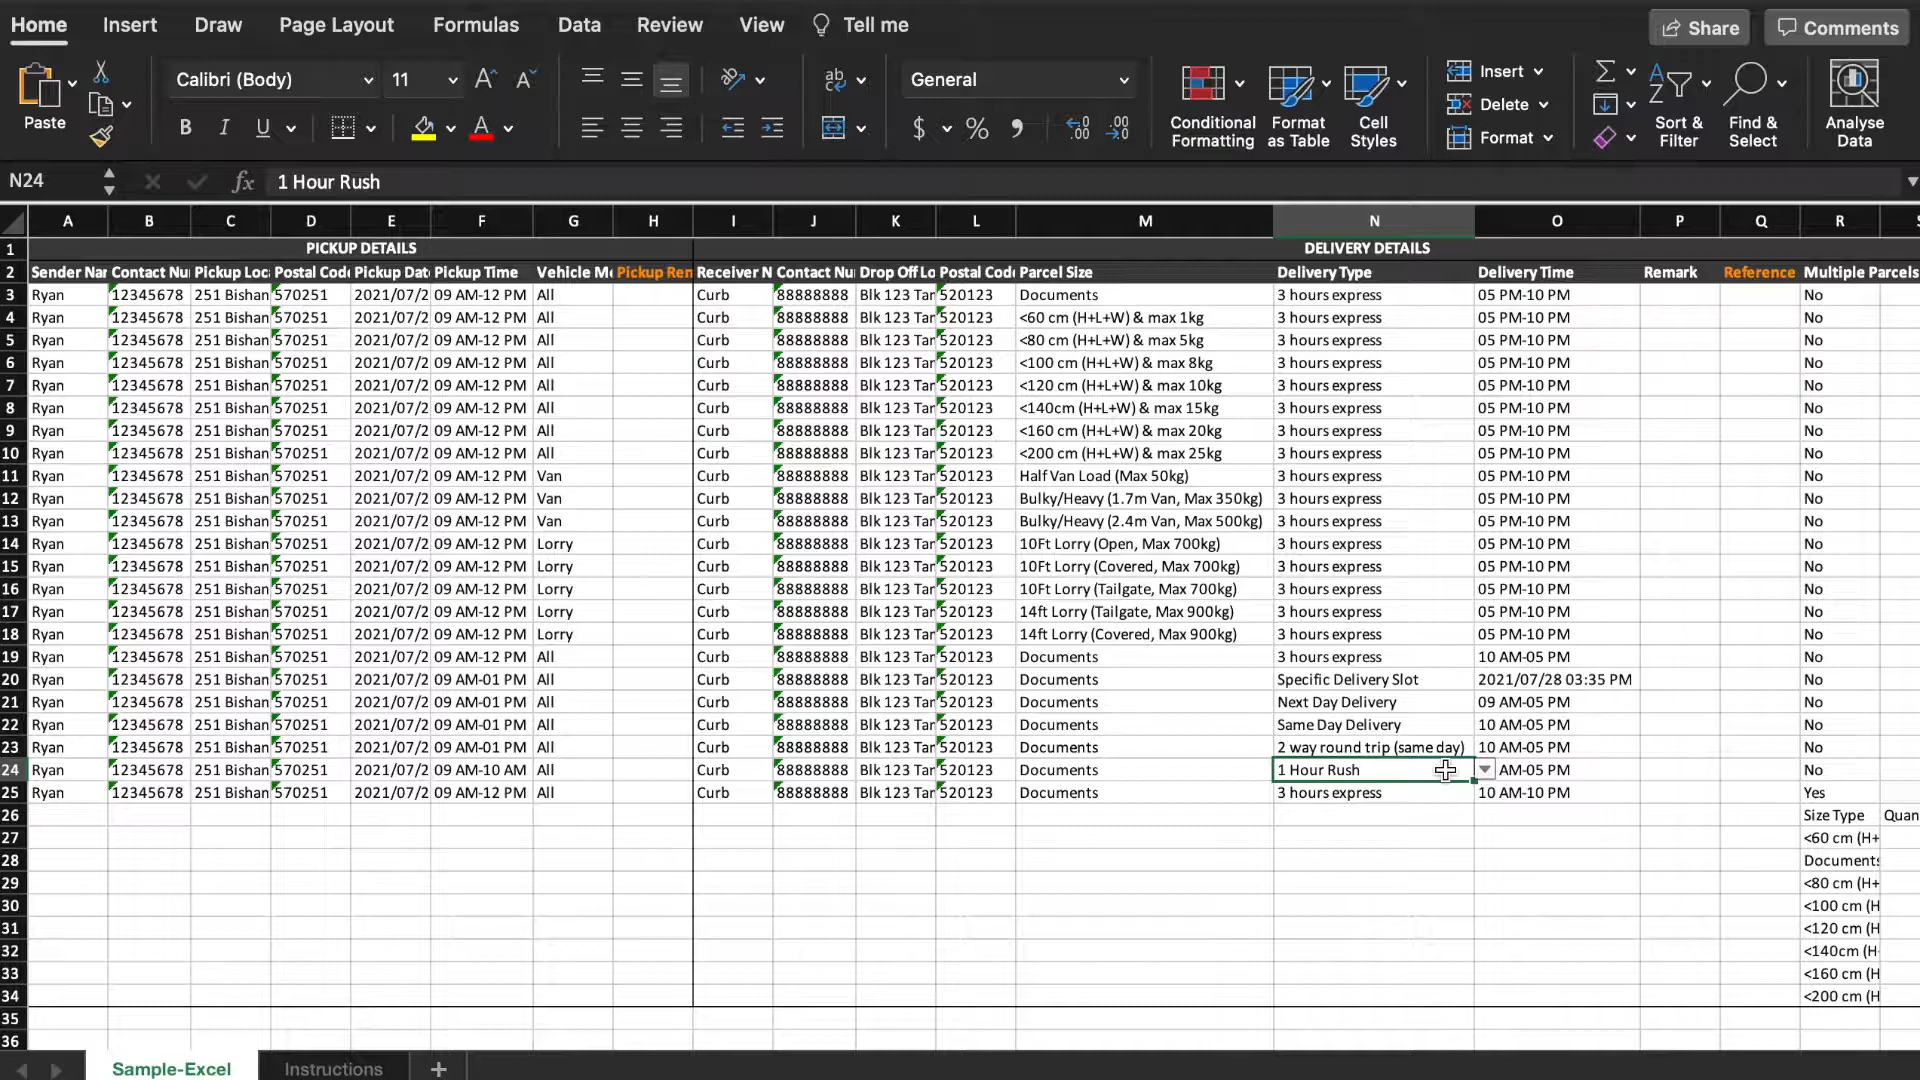 Home Insert Draw Page Layout Formulas Data Review View Tell me Share Comments
Paste Calibri (Body) 11 General Conditional Formatting Format as Table Cell Styles Insert Delete Format Sort & Filter Find & Select Analyse Data
N24 fx 1 Hour Rush
A B C D E F G H I J K L M N O P Q R
1 PICKUP DETAILS DELIVERY DETAILS
2 Sender Nar Contact Nu Pickup Loc Postal Code Pickup Dat Pickup Time Vehicle Mo Pickup Ren Receiver N Contact Nu Drop Off Lo Postal Code Parcel Size Delivery Type Delivery Time Remark Reference Multiple Parcels
3 Ryan 12345678 251 Bishan 570251 2021/07/2 09 AM-12 PM All Curb 88888888 Blk 123 Tar 520123 Documents 3 hours express 05 PM-10 PM No
4 Ryan 12345678 251 Bishan 570251 2021/07/2 09 AM-12 PM All Curb 88888888 Blk 123 Tar 520123 <60 cm (H+L+W) & max 1kg 3 hours express 05 PM-10 PM No
5 Ryan 12345678 251 Bishan 570251 2021/07/2 09 AM-12 PM All Curb 88888888 Blk 123 Tar 520123 <80 cm (H+L+W) & max 5kg 3 hours express 05 PM-10 PM No
6 Ryan 12345678 251 Bishan 570251 2021/07/2 09 AM-12 PM All Curb 88888888 Blk 123 Tar 520123 <100 cm (H+L+W) & max 8kg 3 hours express 05 PM-10 PM No
7 Ryan 12345678 251 Bishan 570251 2021/07/2 09 AM-12 PM All Curb 88888888 Blk 123 Tar 520123 <120 cm (H+L+W) & max 10kg 3 hours express 05 PM-10 PM No
8 Ryan 12345678 251 Bishan 570251 2021/07/2 09 AM-12 PM All Curb 88888888 Blk 123 Tar 520123 <140cm (H+L+W) & max 15kg 3 hours express 05 PM-10 PM No
9 Ryan 12345678 251 Bishan 570251 2021/07/2 09 AM-12 PM All Curb 88888888 Blk 123 Tar 520123 <160 cm (H+L+W) & max 20kg 3 hours express 05 PM-10 PM No
10 Ryan 12345678 251 Bishan 570251 2021/07/2 09 AM-12 PM All Curb 88888888 Blk 123 Tar 520123 <200 cm (H+L+W) & max 25kg 3 hours express 05 PM-10 PM No
11 Ryan 12345678 251 Bishan 570251 2021/07/2 09 AM-12 PM Van Curb 88888888 Blk 123 Tar 520123 Half Van Load (Max 50kg) 3 hours express 05 PM-10 PM No
12 Ryan 12345678 251 Bishan 570251 2021/07/2 09 AM-12 PM Van Curb 88888888 Blk 123 Tar 520123 Bulky/Heavy (1.7m Van, Max 350kg) 3 hours express 05 PM-10 PM No
13 Ryan 12345678 251 Bishan 570251 2021/07/2 09 AM-12 PM Van Curb 88888888 Blk 123 Tar 520123 Bulky/Heavy (2.4m Van, Max 500kg) 3 hours express 05 PM-10 PM No
14 Ryan 12345678 251 Bishan 570251 2021/07/2 09 AM-12 PM Lorry Curb 88888888 Blk 123 Tar 520123 10Ft Lorry (Open, Max 700kg) 3 hours express 05 PM-10 PM No
15 Ryan 12345678 251 Bishan 570251 2021/07/2 09 AM-12 PM Lorry Curb 88888888 Blk 123 Tar 520123 10Ft Lorry (Covered, Max 700kg) 3 hours express 05 PM-10 PM No
16 Ryan 12345678 251 Bishan 570251 2021/07/2 09 AM-12 PM Lorry Curb 88888888 Blk 123 Tar 520123 10Ft Lorry (Tailgate, Max 700kg) 3 hours express 05 PM-10 PM No
17 Ryan 12345678 251 Bishan 570251 2021/07/2 09 AM-12 PM Lorry Curb 88888888 Blk 123 Tar 520123 14ft Lorry (Tailgate, Max 900kg) 3 hours express 05 PM-10 PM No
18 Ryan 12345678 251 Bishan 570251 2021/07/2 09 AM-12 PM Lorry Curb 88888888 Blk 123 Tar 520123 14ft Lorry (Covered, Max 900kg) 3 hours express 05 PM-10 PM No
19 Ryan 12345678 251 Bishan 570251 2021/07/2 09 AM-12 PM All Curb 88888888 Blk 123 Tar 520123 Documents 3 hours express 10 AM-05 PM No
20 Ryan 12345678 251 Bishan 570251 2021/07/2 09 AM-01 PM All Curb 88888888 Blk 123 Tar 520123 Documents Specific Delivery Slot 2021/07/28 03:35 PM No
21 Ryan 12345678 251 Bishan 570251 2021/07/2 09 AM-01 PM All Curb 88888888 Blk 123 Tar 520123 Documents Next Day Delivery 09 AM-05 PM No
22 Ryan 12345678 251 Bishan 570251 2021/07/2 09 AM-01 PM All Curb 88888888 Blk 123 Tar 520123 Documents Same Day Delivery 10 AM-05 PM No
23 Ryan 12345678 251 Bishan 570251 2021/07/2 09 AM-01 PM All Curb 88888888 Blk 123 Tar 520123 Documents 2 way round trip (same day) 10 AM-05 PM No
24 Ryan 12345678 251 Bishan 570251 2021/07/2 09 AM-10 AM All Curb 88888888 Blk 123 Tar 520123 Documents 1 Hour Rush AM-05 PM No
25 Ryan 12345678 251 Bishan 570251 2021/07/2 09 AM-12 PM All Curb 88888888 Blk 123 Tar 520123 Documents 3 hours express 10 AM-10 PM Yes
26 Size Type Quan
27 <60 cm (H+
28 Documents
29 <80 cm (H+
30 <100 cm (H
31 <120 cm (H
32 <140cm (H
33 <160 cm (H
34 <200 cm (H
35
36
Sample-Excel Instructions +